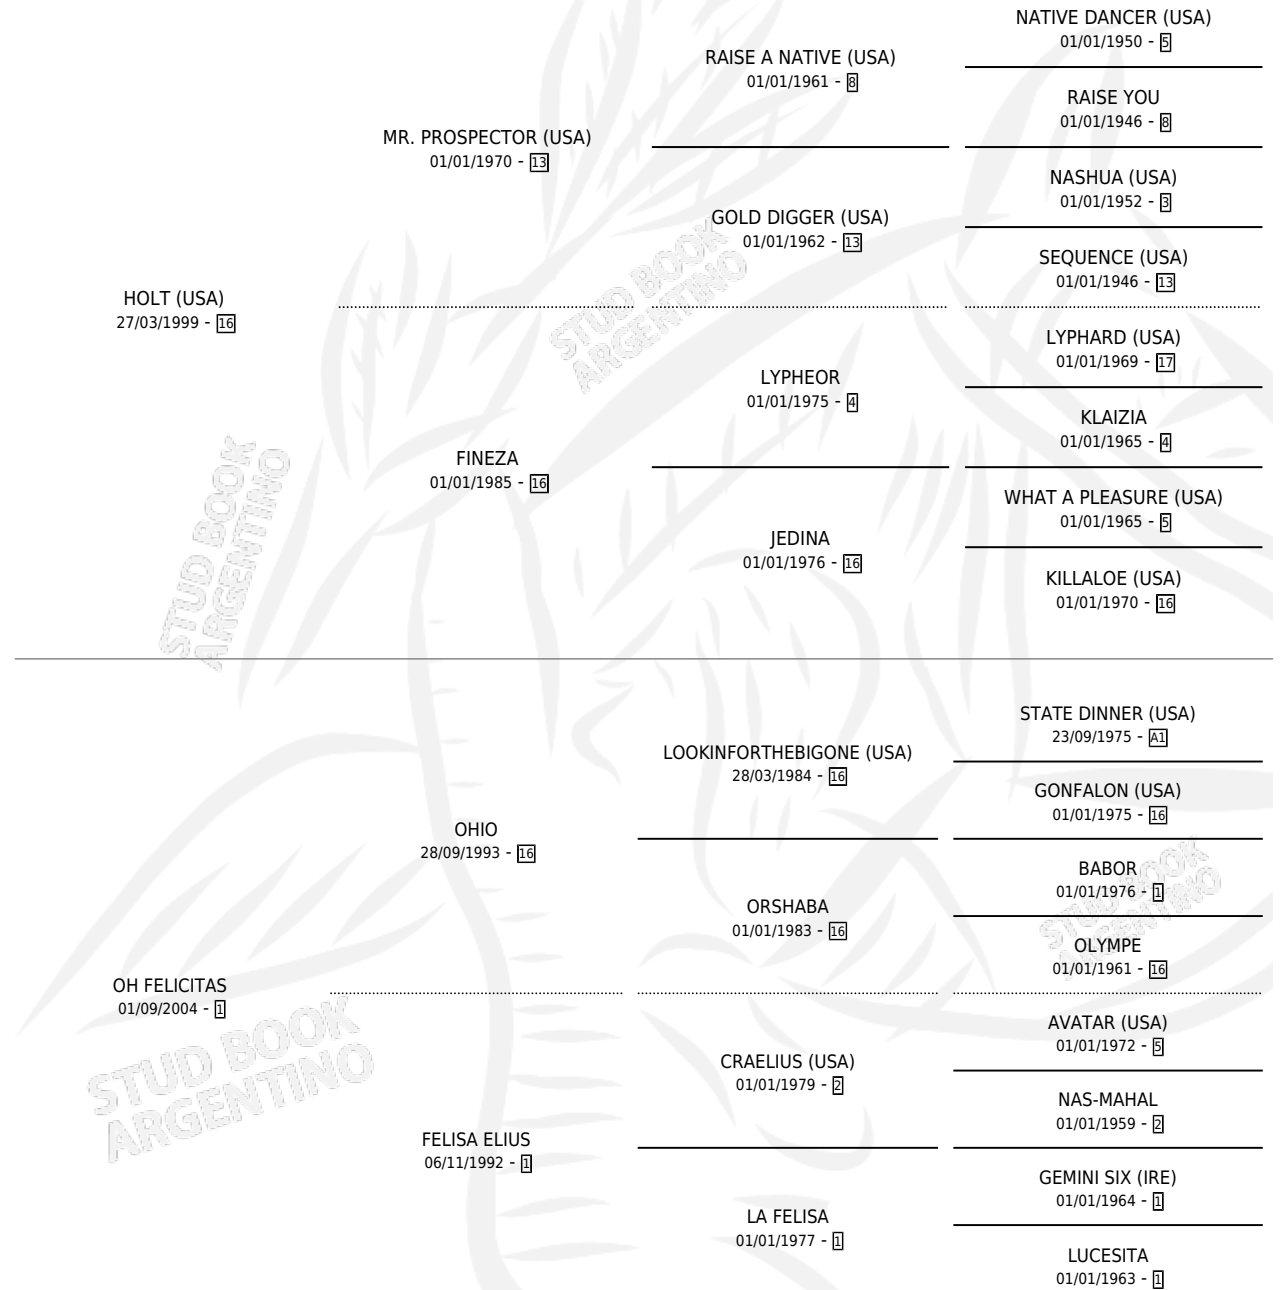 NATIVE DANCER (USA)
01/01/1950 - 5
RAISE A NATIVE (USA)
01/01/1961 - 8
RAISE YOU
01/01/1946 - 8
MR. PROSPECTOR (USA)
01/01/1970 - 13
NASHUA (USA)
01/01/1952 - 3
GOLD DIGGER (USA)
01/01/1962 - 13
SEQUENCE (USA)
01/01/1946 - 13
HOLT (USA)
27/03/1999 - 16
LYPHARD (USA)
01/01/1969 - 17
LYPHEOR
01/01/1975 - 4
KLAIZIA
01/01/1965 - 4
FINEZA
01/01/1985 - 16
WHAT A PLEASURE (USA)
01/01/1965 - 5
JEDINA
01/01/1976 - 16
KILLALOE (USA)
01/01/1970 - 16
STATE DINNER (USA)
23/09/1975 - A1
LOOKINFORTHEBIGONE (USA)
28/03/1984 - 16
GONFALON (USA)
01/01/1975 - 16
OHIO
28/09/1993 - 16
BABOR
01/01/1976 - 1
ORSHABA
01/01/1983 - 16
OLYMPE
01/01/1961 - 16
OH FELICITAS
01/09/2004 - 1
AVATAR (USA)
01/01/1972 - 5
CRAELIUS (USA)
01/01/1979 - 2
NAS-MAHAL
01/01/1959 - 2
FELISA ELIUS
06/11/1992 - 1
GEMINI SIX (IRE)
01/01/1964 - 1
LA FELISA
01/01/1977 - 1
LUCESITA
01/01/1963 - 1
STUD BOOK
ARGENTINO
STUD BOOK
ARGENTINO
STUD BOOK
ARGENTINO
STUD BOOK
ARGENTINO